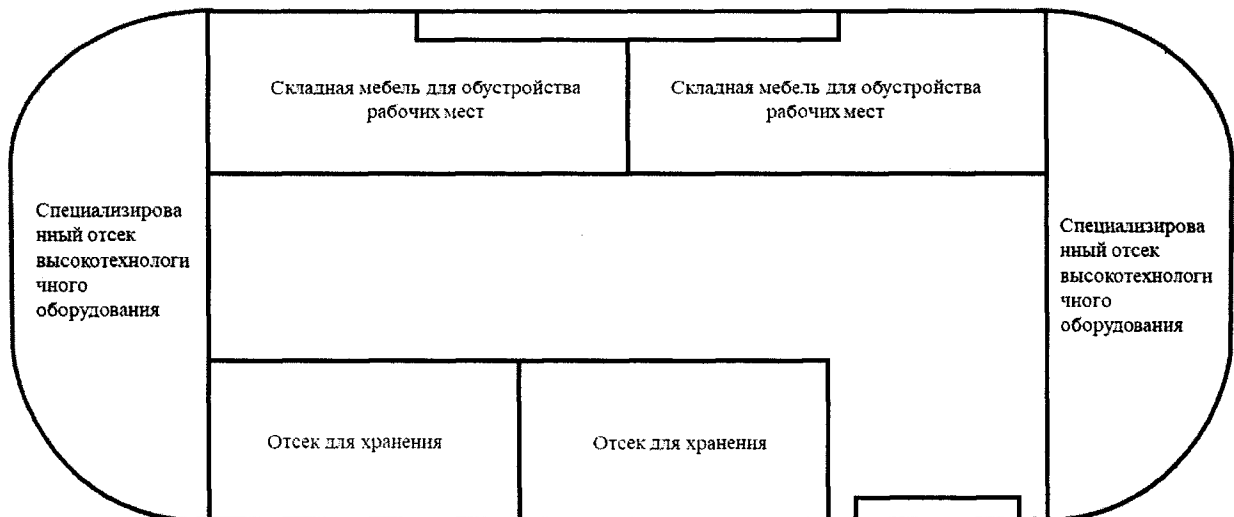 Складная мебель для обустройства
рабочих мест
Складная мебель для обустройства
рабочих мест
Специализирова
нный отсек
высокотехнологи
чного
оборудования
Специализирова
нный отсек
высокотехнологи
чного
оборудования
Отсек для хранения
Отсек для хранения